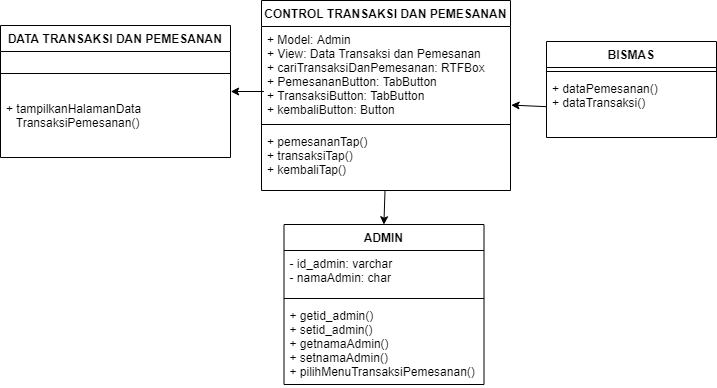 DATA TRANSAKSI DAN PEMESANAN
+ tampilkanHalamanData
TransaksiPemesanan()
CONTROL TRANSAKSI DAN PEMESANAN
+ Model: Admin
+ View: Data Transaksi dan Pemesanan
+ cariTransaksiDanPemesanan: RTFBox
+ PemesananButton: TabButton
+ TransaksiButton: TabButton
+ kembaliButton: Button
+ pemesananTap()
+ transaksiTap()
+ kembaliTap()
BISMAS
+ dataPemesanan()
+ dataTransaksi()
ADMIN
- id_admin: varchar
- namaAdmin: char
+ getid_admin()
+ setid_admin()
+ getnamaAdmin()
+ setnamaAdmin()
+ pilihMenuTransaksiPemesanan()